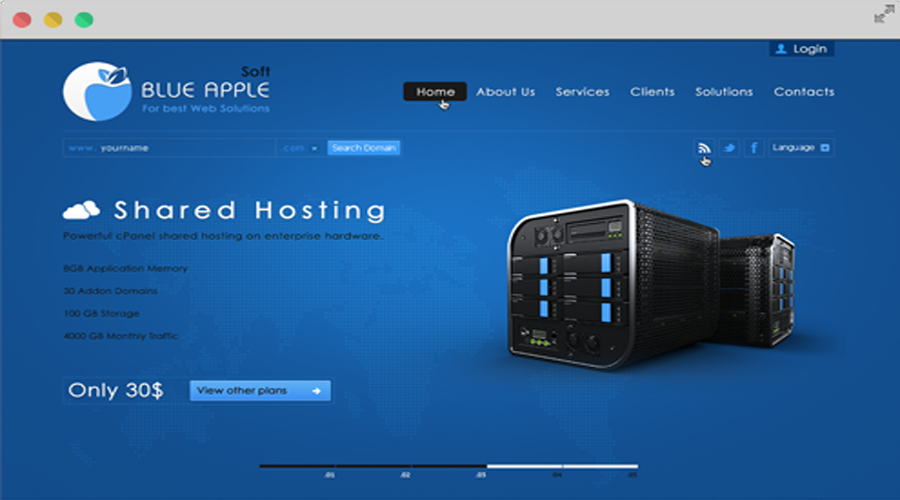 Login
Soft
BLUE APPLE
For best Web Solutions
Home About Us Services Clients Solutions Contacts
www. yourname .com Search Domain Language
Shared Hosting
Powerful cPanel shared hosting on enterprise hardware.
8GB Application Memory
30 Addon Domains
100 GB Storage
4000 GB Monthly Traffic
Only 30$ View other plans
.01 .02 .03 .04 .05